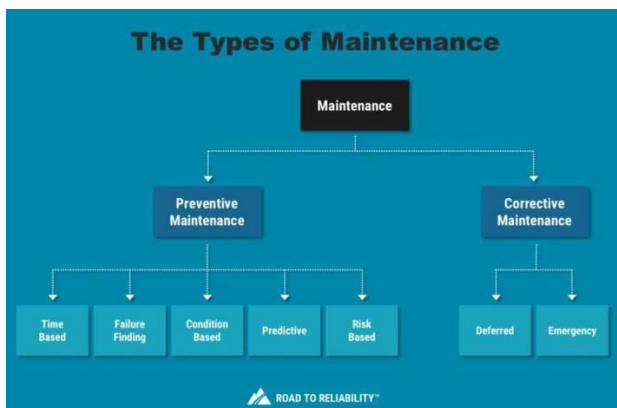 The Types of Maintenance
Maintenance
Preventive
Maintenance
Corrective
Maintenance
Time
Based
Failure
Finding
Condition
Based
Predictive
Risk
Based
Deferred
Emergency
ROAD TO RELIABILITY™